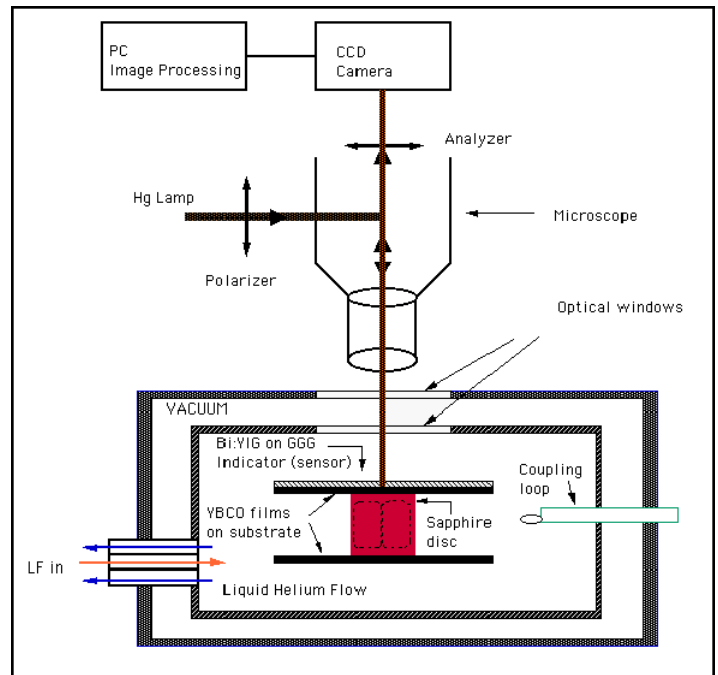 PC
Image Processing
CCD
Camera
Analyzer
Hg Lamp
Microscope
Polarizer
Optical windows
VACUUM
Bi:YIG on GGG
Indicator (sensor)
Coupling
loop
YBCO films
on substrate
Sapphire
disc
LF in
Liquid Helium Flow